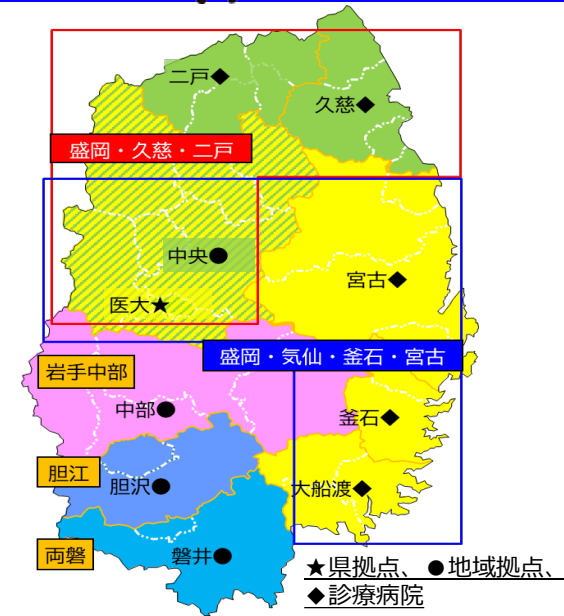 二戸◆
久慈◆
盛岡・久慈・二戸
中央●
宮古◆
医大★
盛岡・気仙・釜石・宮古
岩手中部
中部●
釜石◆
胆江
胆沢●
大船渡◆
両磐
磐井●
★県拠点、●地域拠点、
◆診療病院